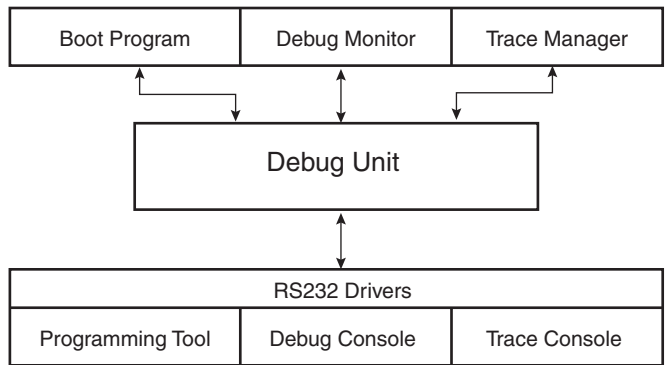 Boot Program
Debug Monitor
Trace Manager
Debug Unit
RS232 Drivers
Programming Tool
Debug Console
Trace Console